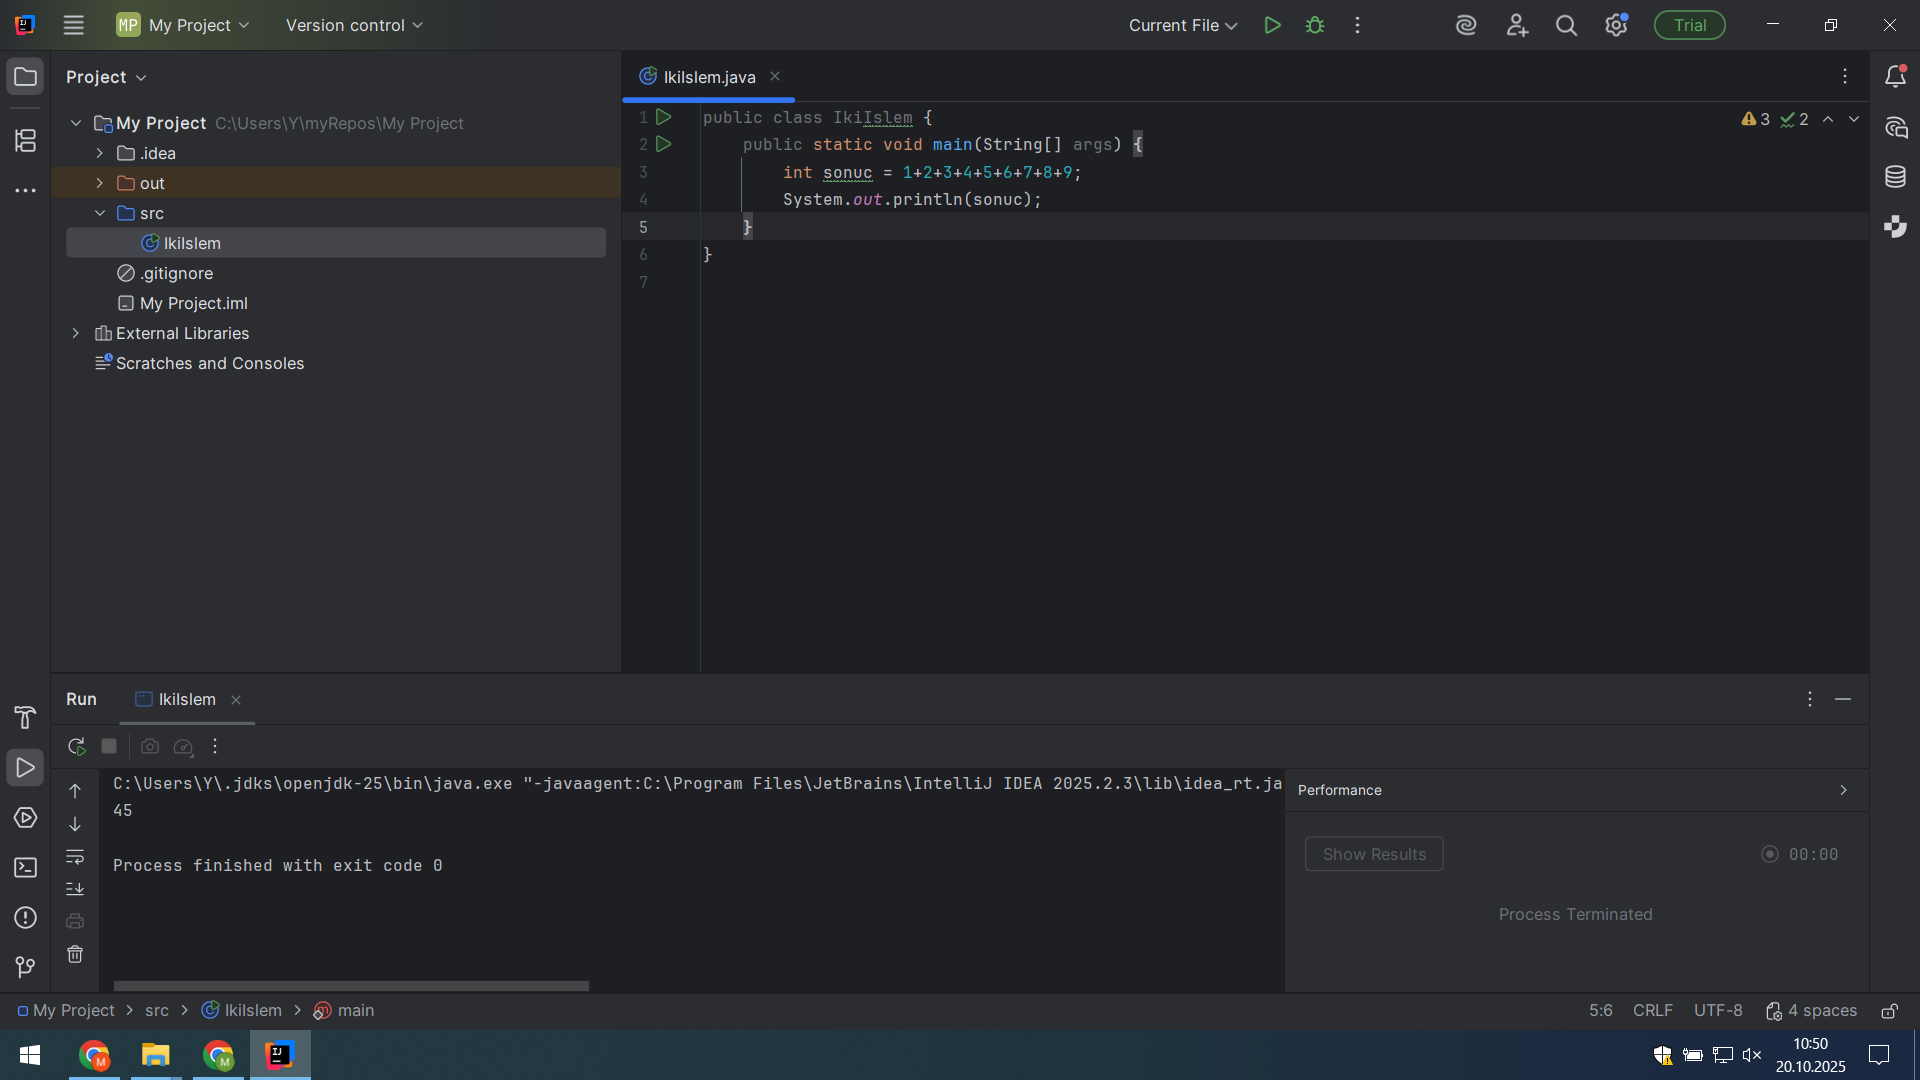 MP My Project Version control Current File Trial
Project
My Project C:\Users\Y\myRepos\My Project
.idea
out
src
IkiIslem
.gitignore
My Project.iml
External Libraries
Scratches and Consoles
IkiIslem.java
1 public class IkiIslem {
2 public static void main(String[] args) {
3 int sonuc = 1+2+3+4+5+6+7+8+9;
4 System.out.println(sonuc);
5 }
6 }
7
3 2
Run IkiIslem
C:\Users\Y\.jdks\openjdk-25\bin\java.exe "-javaagent:C:\Program Files\JetBrains\IntelliJ IDEA 2025.2.3\lib\idea_rt.ja
45
Process finished with exit code 0
Performance
Show Results 00:00
Process Terminated
My Project src IkiIslem main 5:6 CRLF UTF-8 4 spaces
10:50
20.10.2025